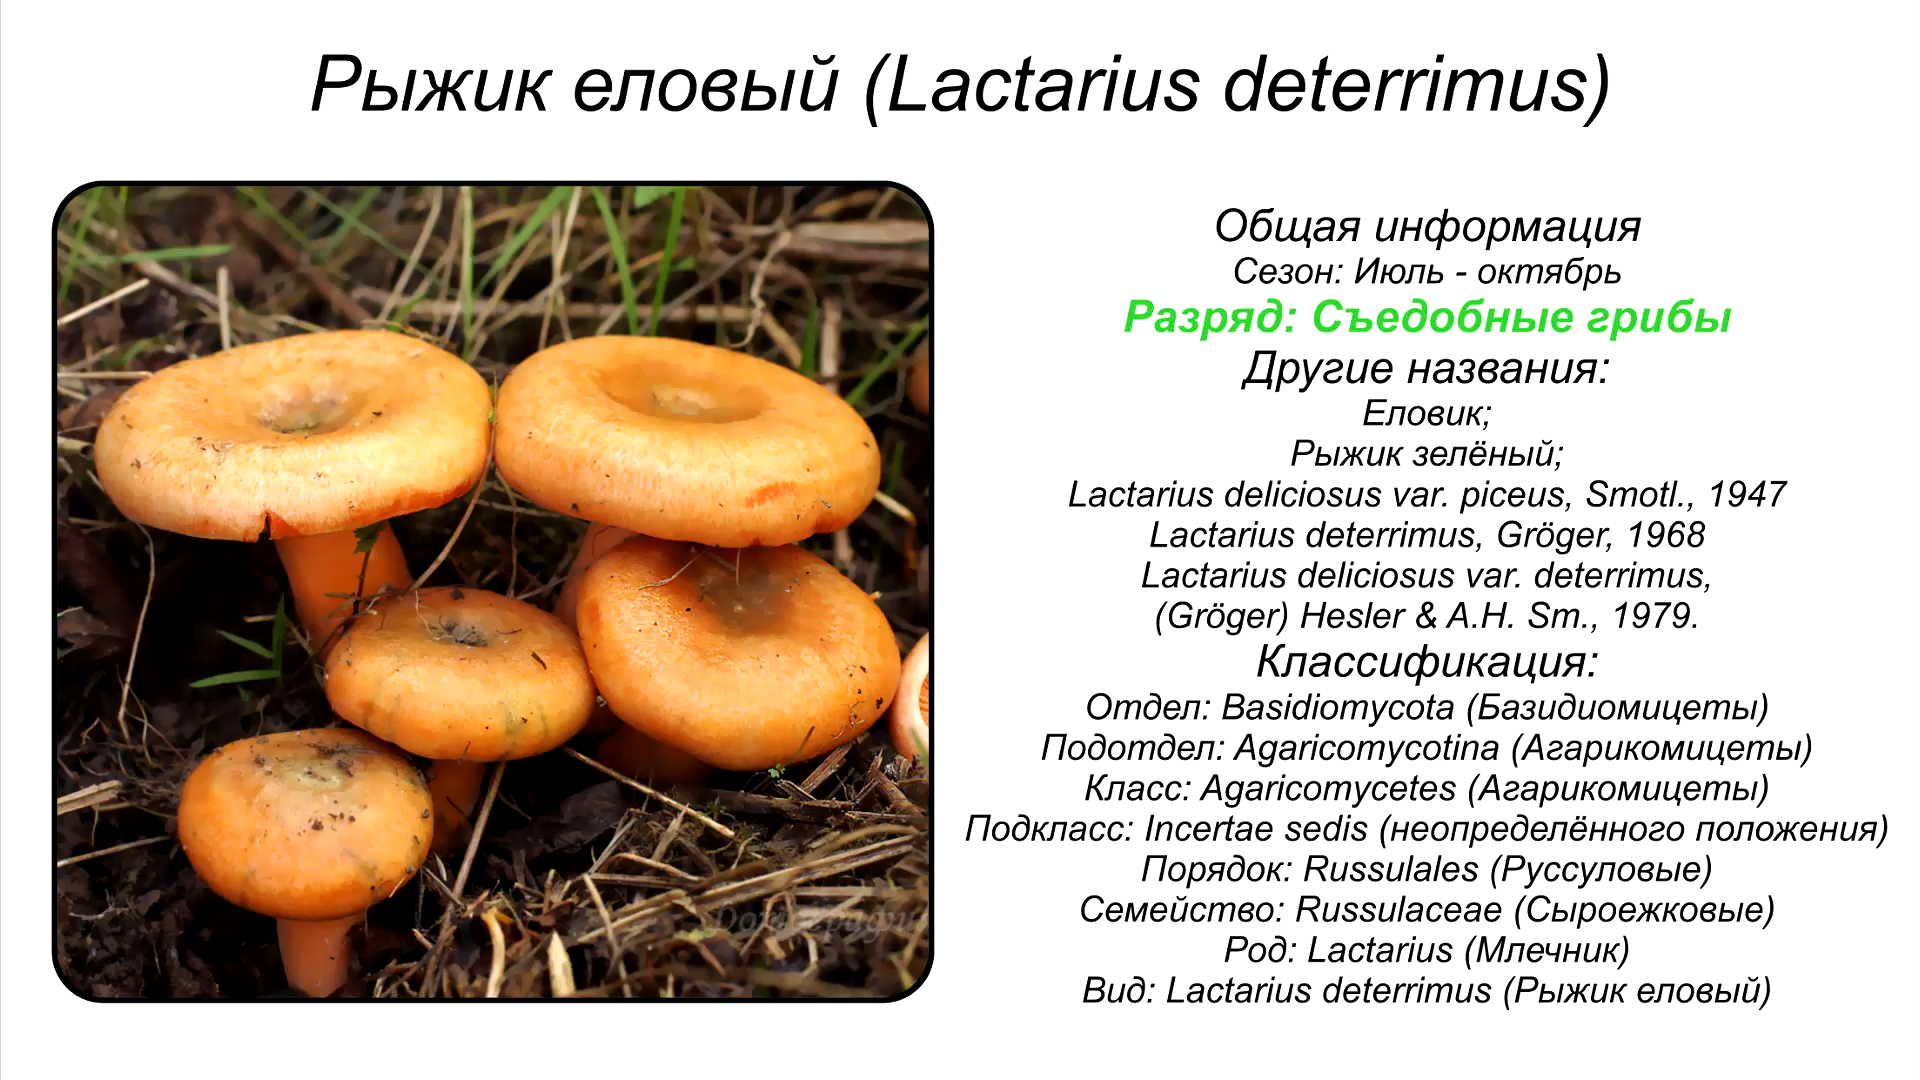 Рыжик еловый (Lactarius deterrimus)
Общая информация
Сезон: Июль - октябрь
Разряд: Съедобные грибы
Другие названия:
Еловик;
Рыжик зелёный;
Lactarius deliciosus var. piceus, Smotl., 1947
Lactarius deterrimus, Gröger, 1968
Lactarius deliciosus var. deterrimus,
(Gröger) Hesler & A.H. Sm., 1979.
Классификация:
Отдел: Basidiomycota (Базидиомицеты)
Подотдел: Agaricomycotina (Агарикомицеты)
Класс: Agaricomycetes (Агарикомицеты)
Подкласс: Incertae sedis (неопределённого положения)
Порядок: Russulales (Руссуловые)
Семейство: Russulaceae (Сыроежковые)
Род: Lactarius (Млечник)
Вид: Lactarius deterrimus (Рыжик еловый)